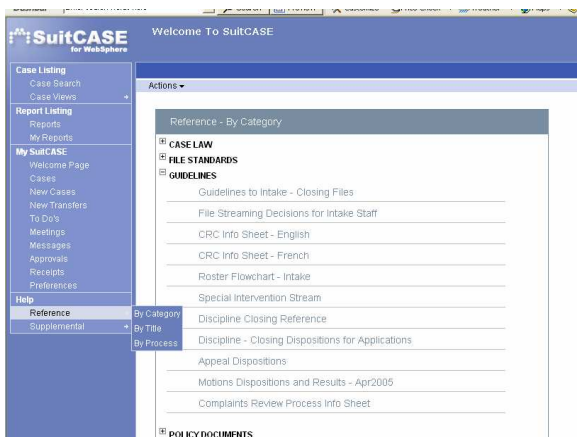 Welcome To SuitCASE
SuitCASE
for WebSphere
Case Listing
Case Search
Case Views
Report Listing
Reports
My Reports
My SuitCASE
Welcome Page
Cases
New Cases
New Transfers
To Do's
Meetings
Messages
Approvals
Receipts
Preferences
Help
Reference
Supplemental
By Category
By Title
By Process
Actions
Reference - By Category
CASE LAW
FILE STANDARDS
GUIDELINES
Guidelines to Intake - Closing Files
File Streaming Decisions for Intake Staff
CRC Info Sheet - English
CRC Info Sheet - French
Roster Flowchart - Intake
Special Intervention Stream
Discipline Closing Reference
Discipline - Closing Dispositions for Applications
Appeal Dispositions
Motions Dispositions and Results - Apr2005
Complaints Review Process Info Sheet
POLICY DOCUMENTS